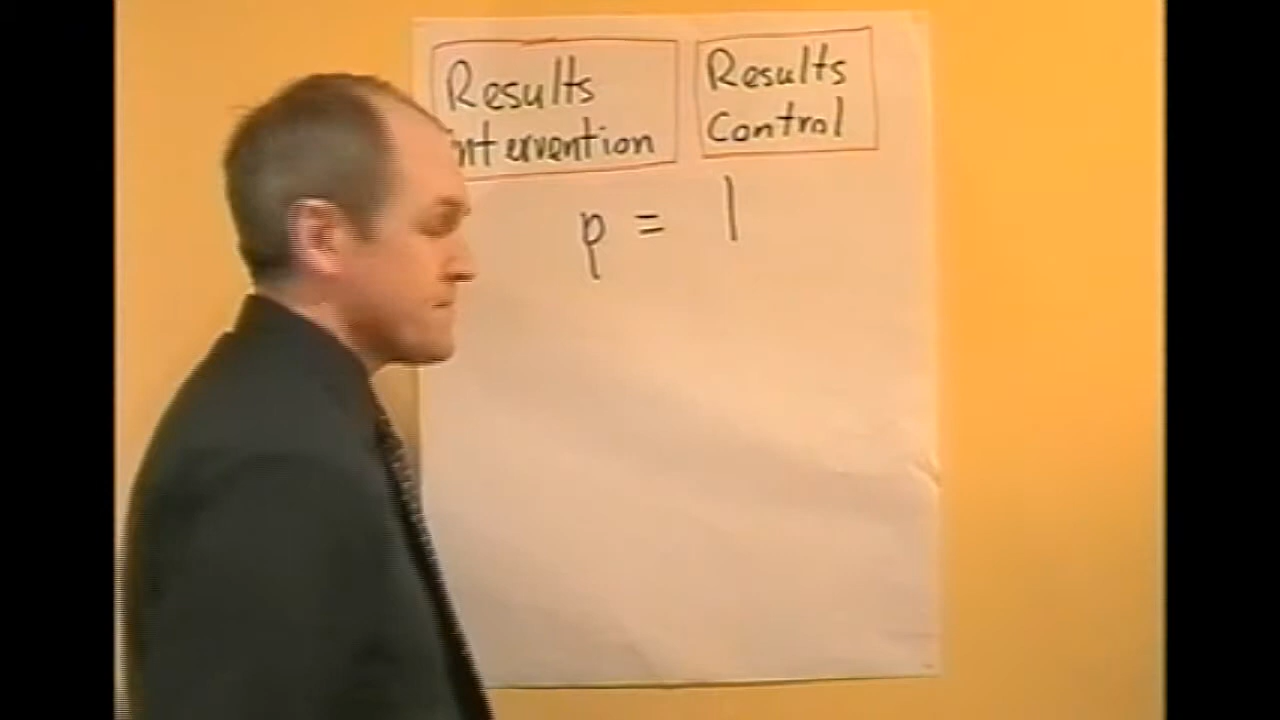 Results
intervention
Results
Control
p = 1